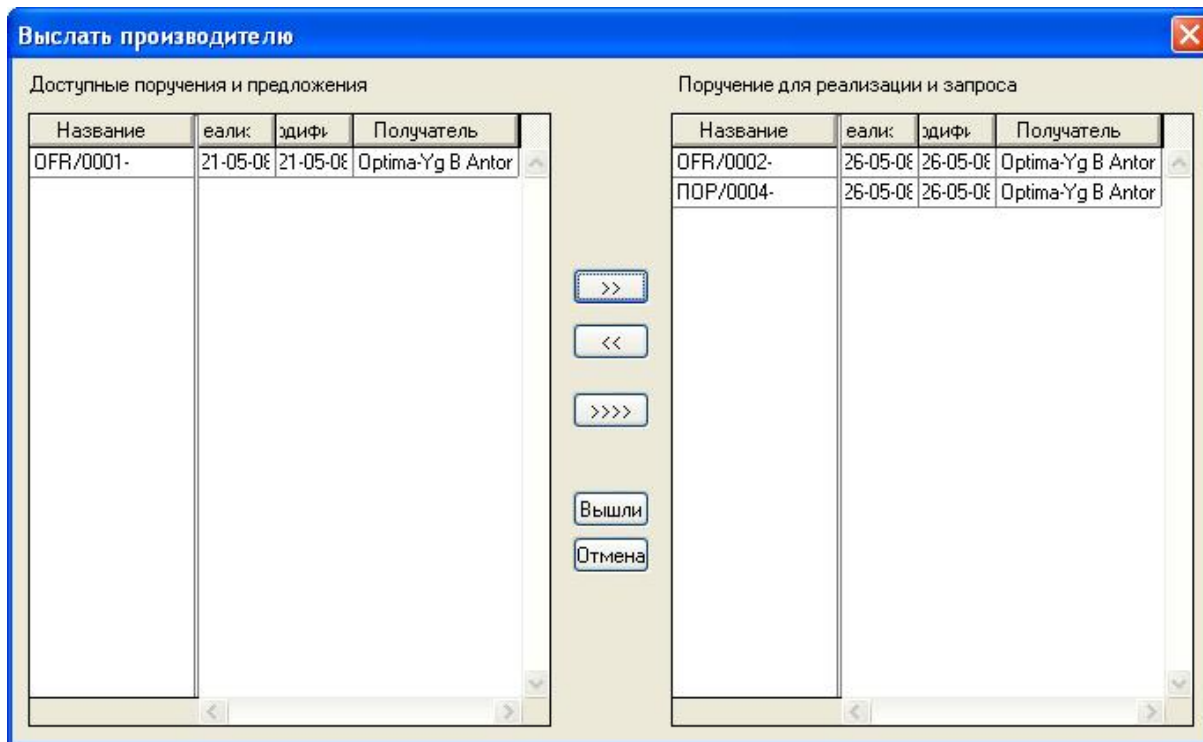 Выслать производителю
Доступные поручения и предложения
Название еали: одифи Получатель
OFR/0001- 21-05-08 21-05-08 Optima-Yg B Antor
Поручение для реализации и запроса
Название еали: одифи Получатель
OFR/0002- 26-05-08 26-05-08 Optima-Yg B Antor
ПОР/0004- 26-05-08 26-05-08 Optima-Yg B Antor
>>
<<
>>>>
Вышли
Отмена